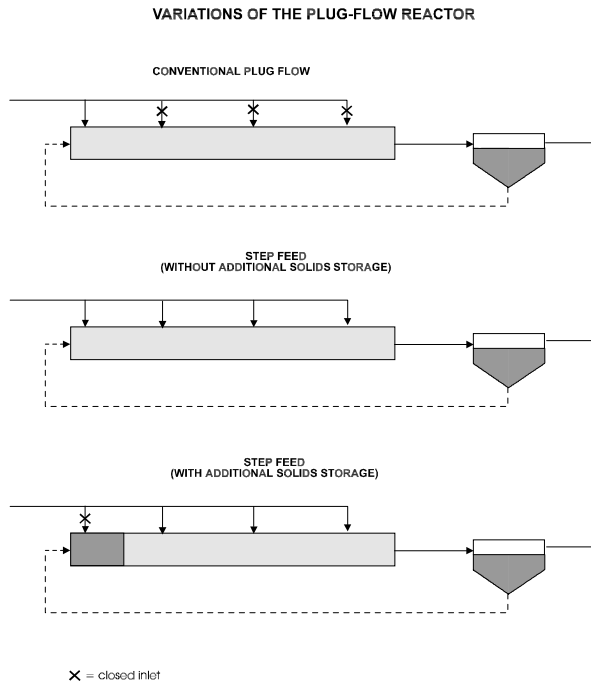 VARIATIONS OF THE PLUG-FLOW REACTOR
CONVENTIONAL PLUG FLOW
STEP FEED
(WITHOUT ADDITIONAL SOLIDS STORAGE)
STEP FEED
(WITH ADDITIONAL SOLIDS STORAGE)
= closed inlet